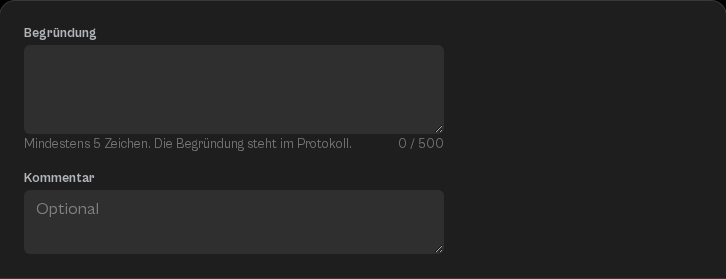 Begründung
Mindestens 5 Zeichen. Die Begründung steht im Protokoll. 0 / 500
Kommentar
Optional